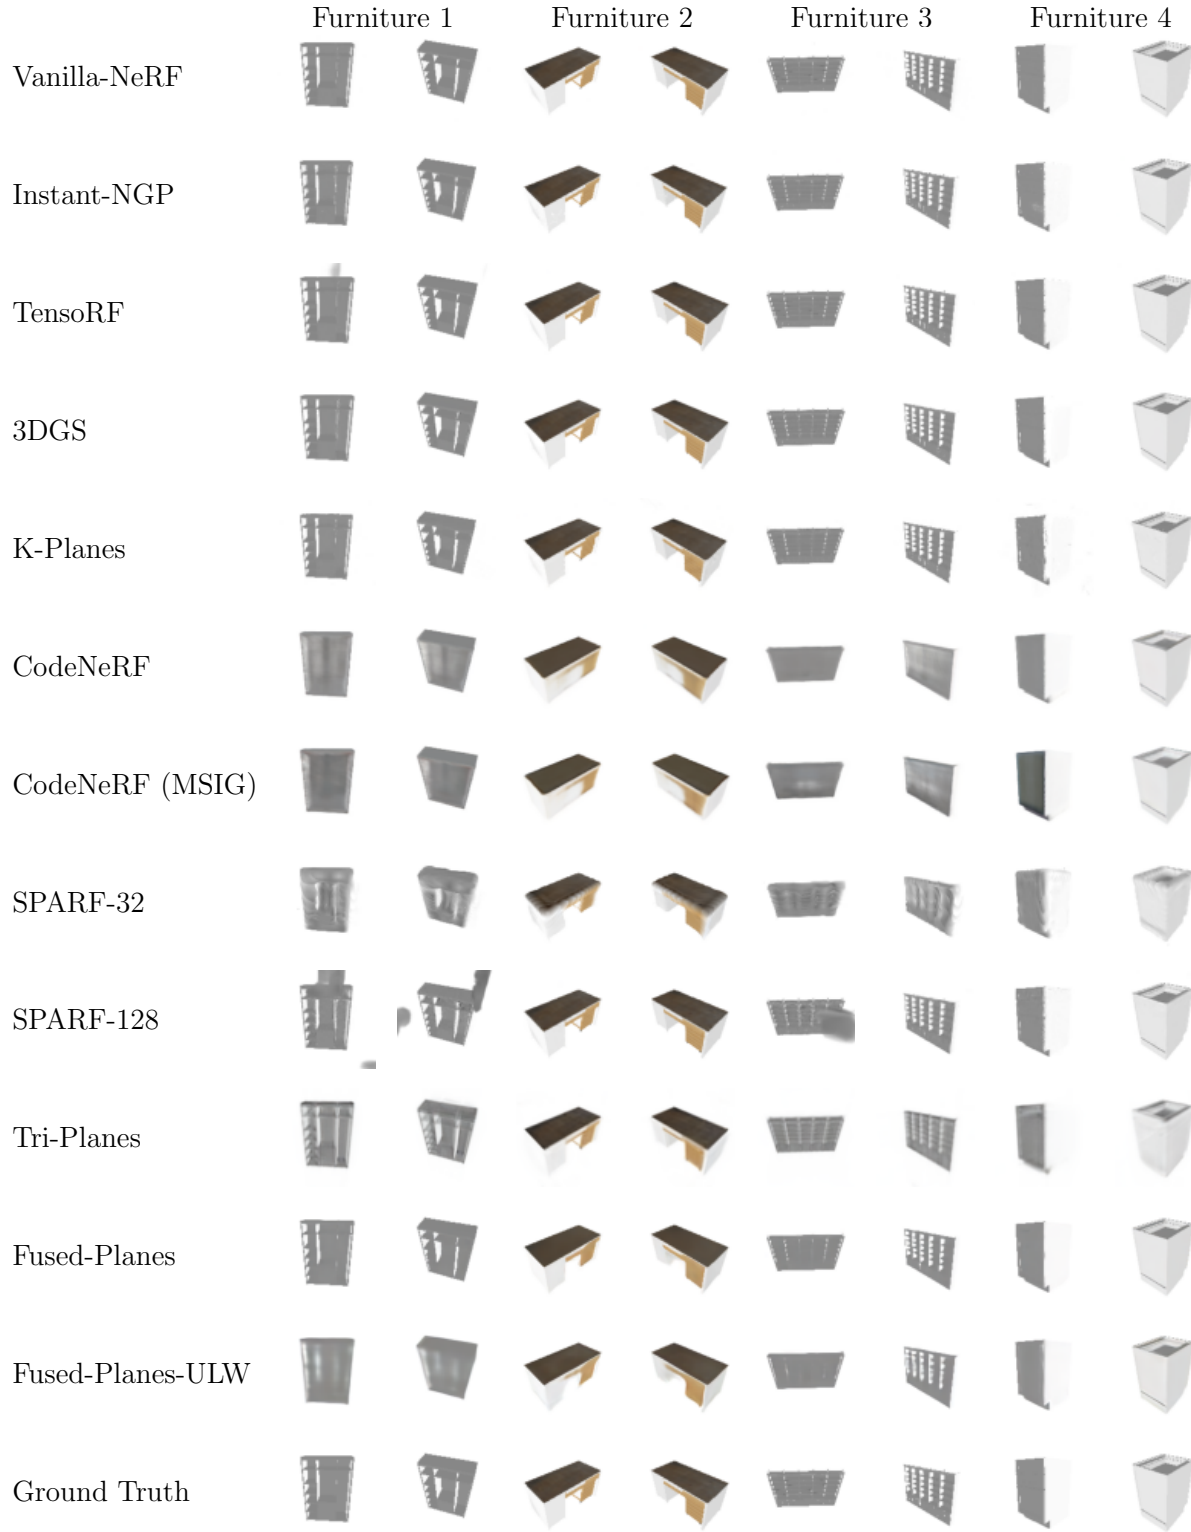 Furniture 1 Furniture 2 Furniture 3 Furniture 4
Vanilla-NeRF
Instant-NGP
TensoRF
3DGS
K-Planes
CodeNeRF
CodeNeRF (MSIG)
SPARF-32
SPARF-128
Tri-Planes
Fused-Planes
Fused-Planes-ULW
Ground Truth